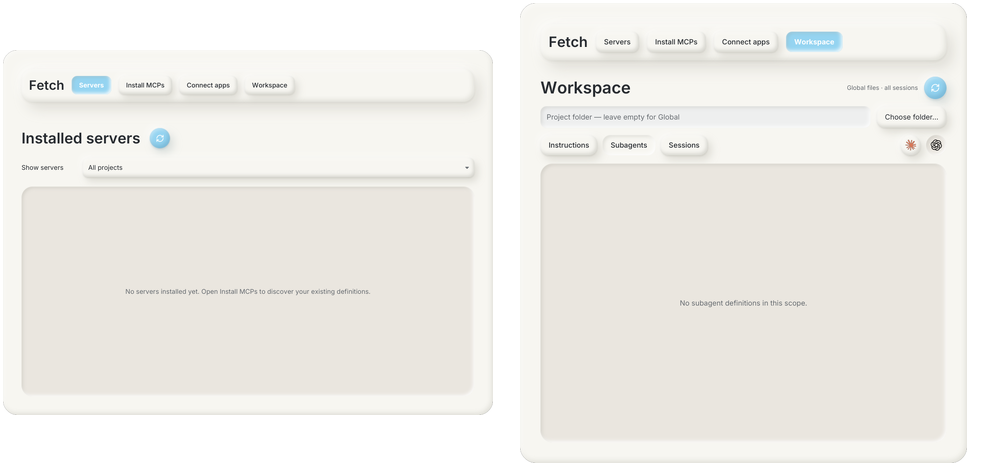 Fetch Servers Install MCPs Connect apps Workspace
Installed servers
Show servers All projects
No servers installed yet. Open Install MCPs to discover your existing definitions.
Fetch Servers Install MCPs Connect apps Workspace
Workspace Global files · all sessions
Project folder — leave empty for Global Choose folder...
Instructions Subagents Sessions
No subagent definitions in this scope.